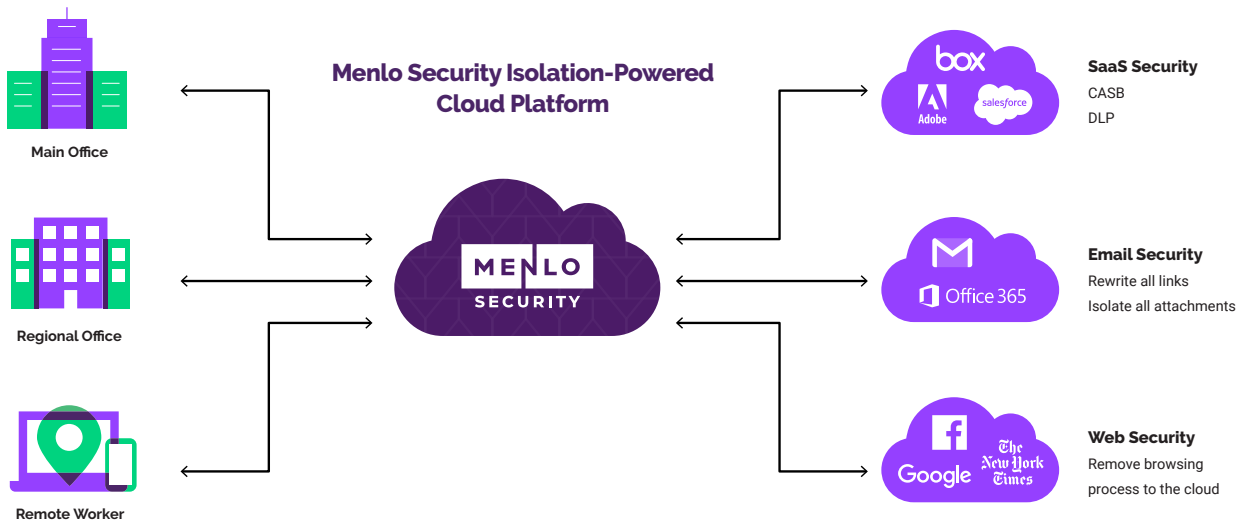 Menlo Security Isolation-Powered
Cloud Platform
Main Office
Regional Office
Remote Worker
MENLO
SECURITY
box
Adobe
salesforce
SaaS Security
CASB
DLP
Office 365
Email Security
Rewrite all links
Isolate all attachments
Google
The
New York
Times
Web Security
Remove browsing
process to the cloud